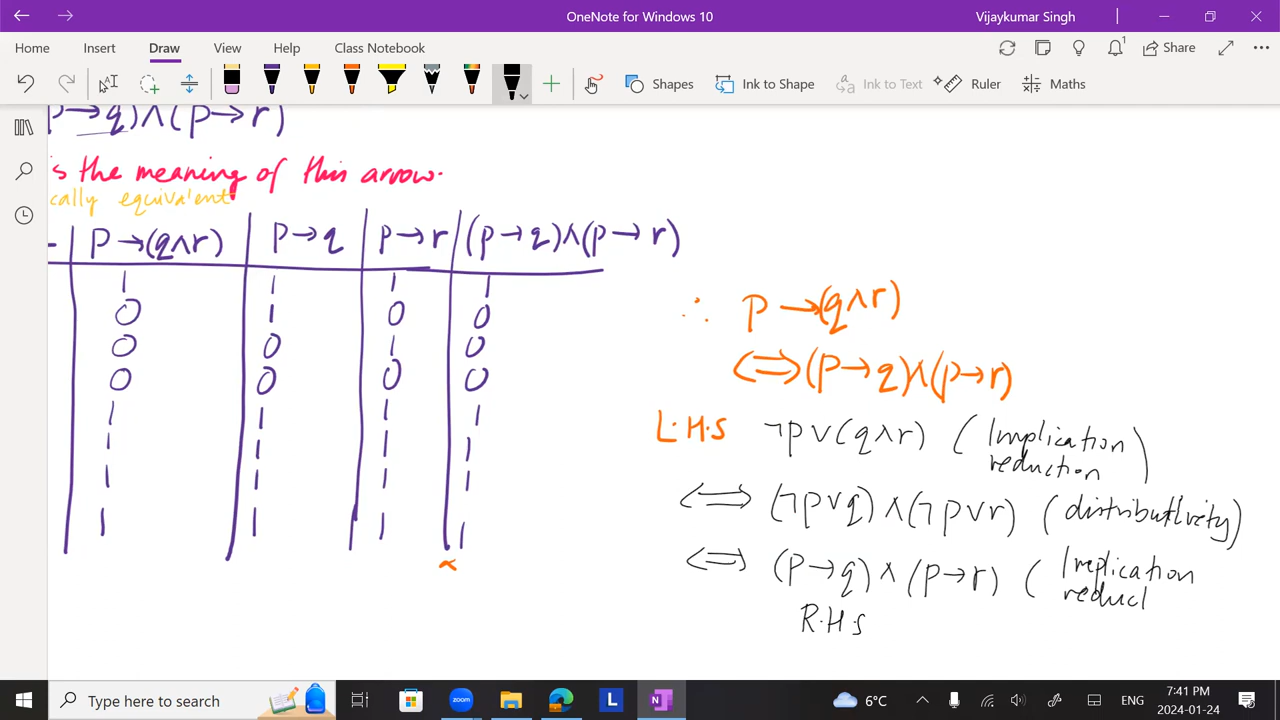 OneNote for Windows 10
Vijaykumar Singh
Home Insert Draw View Help Class Notebook
1
Share
Shapes Ink to Shape Ink to Text Ruler Math
p→q)∧(p→r)
is the meaning of this arrow.
cally equivalent
p→(q∧r) p→q p→r (p→q)∧(p→r)
1 1 1 1
0 1 0 0
0 0 1 0
0 0 0 0
1 1 1 1
1 1 1 1
1 1 1 1
1 1 1 1
∴ p→(q∧r)
⟺(p→q)∧(p→r)
L.H.S ¬p∨(q∧r) (Implication
reduction)
⟺ (¬p∨q)∧(¬p∨r) (distributivity)
⟺ (p→q)∧(p→r) (Implication
reduct
R.H.S
Type here to search
zoom
L
N
6°C
ENG
7:41 PM
2024-01-24